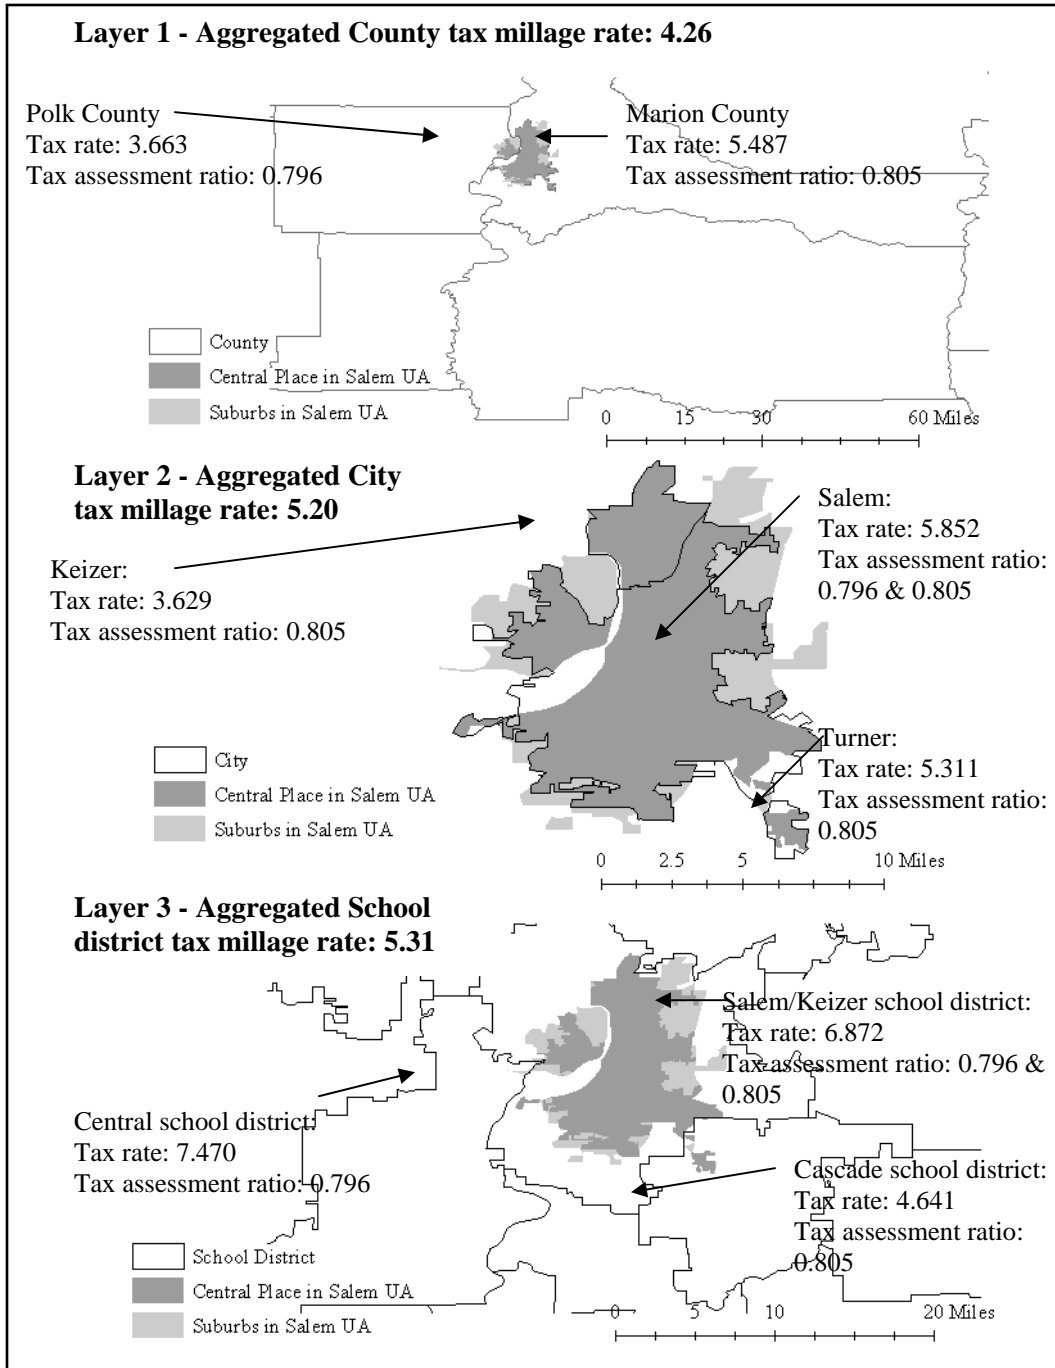 Layer 1 - Aggregated County tax millage rate: 4.26
Polk County
Tax rate: 3.663
Tax assessment ratio: 0.796
Marion County
Tax rate: 5.487
Tax assessment ratio: 0.805
County
Central Place in Salem UA
Suburbs in Salem UA
0 15 30 60 Miles
Layer 2 - Aggregated City
tax millage rate: 5.20
Keizer:
Tax rate: 3.629
Tax assessment ratio: 0.805
Salem:
Tax rate: 5.852
Tax assessment ratio:
0.796 & 0.805
Turner:
Tax rate: 5.311
Tax assessment ratio:
0.805
City
Central Place in Salem UA
Suburbs in Salem UA
0 2.5 5 10 Miles
Layer 3 - Aggregated School
district tax millage rate: 5.31
Salem/Keizer school district:
Tax rate: 6.872
Tax assessment ratio: 0.796 &
0.805
Central school district:
Tax rate: 7.470
Tax assessment ratio: 0.796
Cascade school district:
Tax rate: 4.641
Tax assessment ratio:
0.805
School District
Central Place in Salem UA
Suburbs in Salem UA
0 5 10 20 Miles